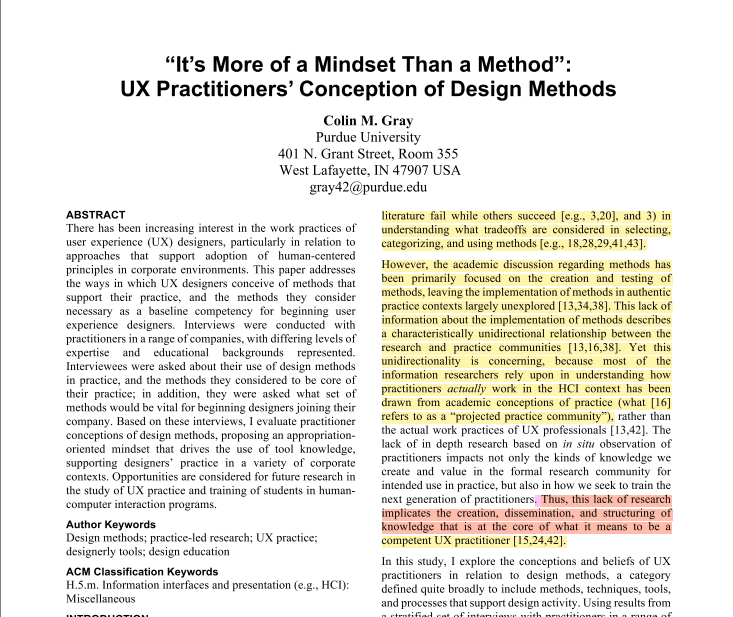 “It’s More of a Mindset Than a Method”:
UX Practitioners’ Conception of Design Methods
Colin M. Gray
Purdue University
401 N. Grant Street, Room 355
West Lafayette, IN 47907 USA
gray42@purdue.edu
ABSTRACT
There has been increasing interest in the work practices of
user experience (UX) designers, particularly in relation to
approaches that support adoption of human-centered
principles in corporate environments. This paper addresses
the ways in which UX designers conceive of methods that
support their practice, and the methods they consider
necessary as a baseline competency for beginning user
experience designers. Interviews were conducted with
practitioners in a range of companies, with differing levels of
expertise and educational backgrounds represented.
Interviewees were asked about their use of design methods
in practice, and the methods they considered to be core of
their practice; in addition, they were asked what set of
methods would be vital for beginning designers joining their
company. Based on these interviews, I evaluate practitioner
conceptions of design methods, proposing an appropriation-
oriented mindset that drives the use of tool knowledge,
supporting designers’ practice in a variety of corporate
contexts. Opportunities are considered for future research in
the study of UX practice and training of students in human-
computer interaction programs.
Author Keywords
Design methods; practice-led research; UX practice;
designerly tools; design education
ACM Classification Keywords
H.5.m. Information interfaces and presentation (e.g., HCI):
Miscellaneous
INTRODUCTION
literature fail while others succeed [e.g., 3,20], and 3) in
understanding what tradeoffs are considered in selecting,
categorizing, and using methods [e.g., 18,28,29,41,43].
However, the academic discussion regarding methods has
been primarily focused on the creation and testing of
methods, leaving the implementation of methods in authentic
practice contexts largely unexplored [13,34,38]. This lack of
information about the implementation of methods describes
a characteristically unidirectional relationship between the
research and practice communities [13,16,38]. Yet this
unidirectionality is concerning, because most of the
information researchers rely upon in understanding how
practitioners actually work in the HCI context has been
drawn from academic conceptions of practice (what [16]
refers to as a “projected practice community”), rather than
the actual work practices of UX professionals [13,42]. The
lack of in depth research based on in situ observation of
practitioners impacts not only the kinds of knowledge we
create and value in the formal research community for
intended use in practice, but also in how we seek to train the
next generation of practitioners. Thus, this lack of research
implicates the creation, dissemination, and structuring of
knowledge that is at the core of what it means to be a
competent UX practitioner [15,24,42].
In this study, I explore the conceptions and beliefs of UX
practitioners in relation to design methods, a category
defined quite broadly to include methods, techniques, tools,
and processes that support design activity. Using results from
a stratified set of interviews with practitioners in a range of